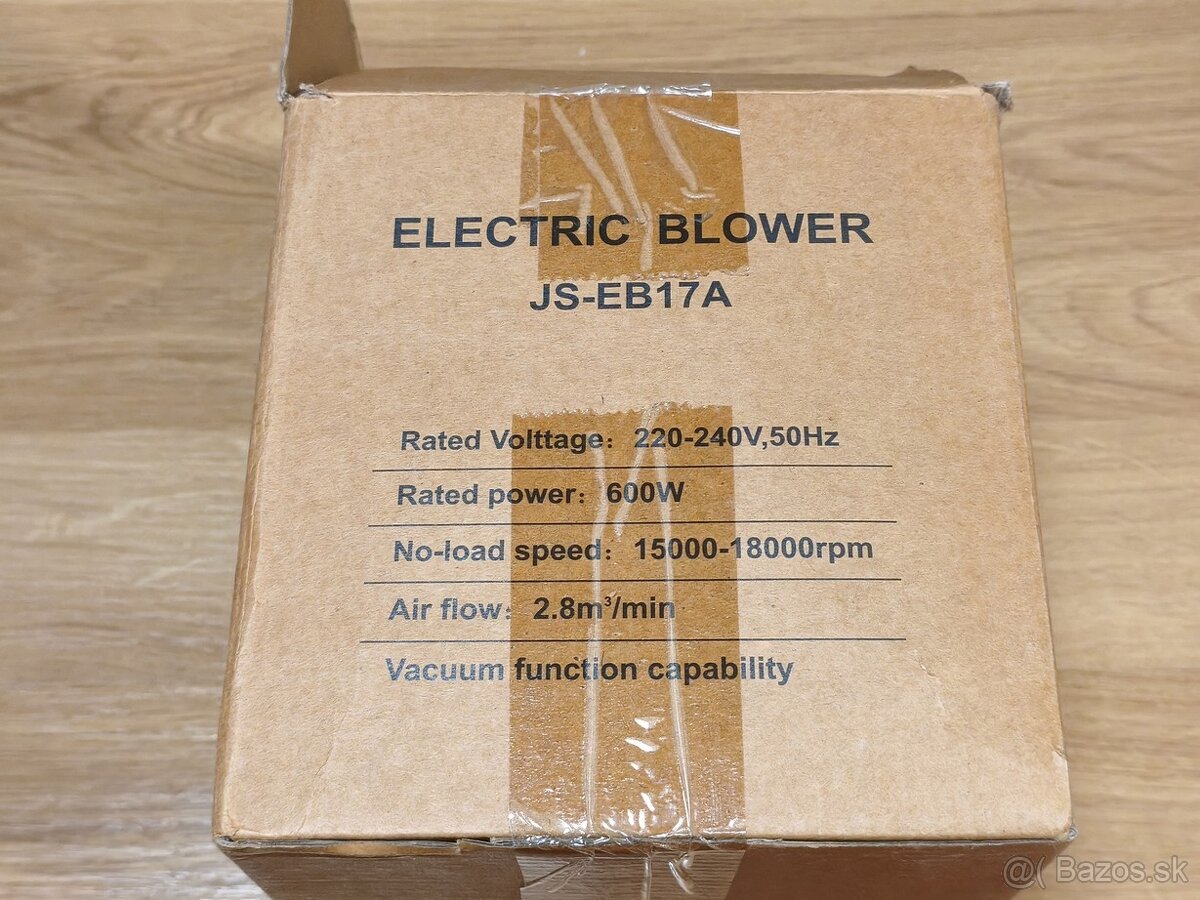 ELECTRIC BLOWER
JS-EB17A
Rated Volttage: 220-240V,50Hz
Rated power: 600W
No-load speed: 15000-18000rpm
Air flow: 2.8m³/min
Vacuum function capability
@( Bazos.sk